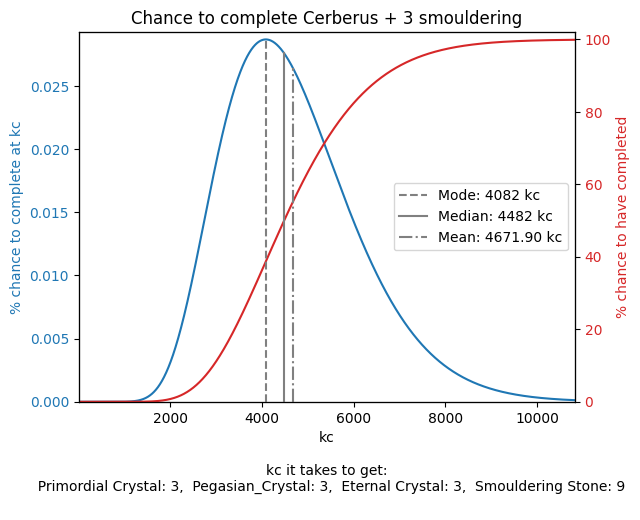 Chance to complete Cerberus + 3 smouldering
% chance to complete at kc
0.025
0.020
0.015
0.010
0.005
0.000
100
80
60
40
20
0
% chance to have completed
Mode: 4082 kc
Median: 4482 kc
Mean: 4671.90 kc
2000 4000 6000 8000 10000
kc
kc it takes to get:
Primordial Crystal: 3, Pegasian_Crystal: 3, Eternal Crystal: 3, Smouldering Stone: 9